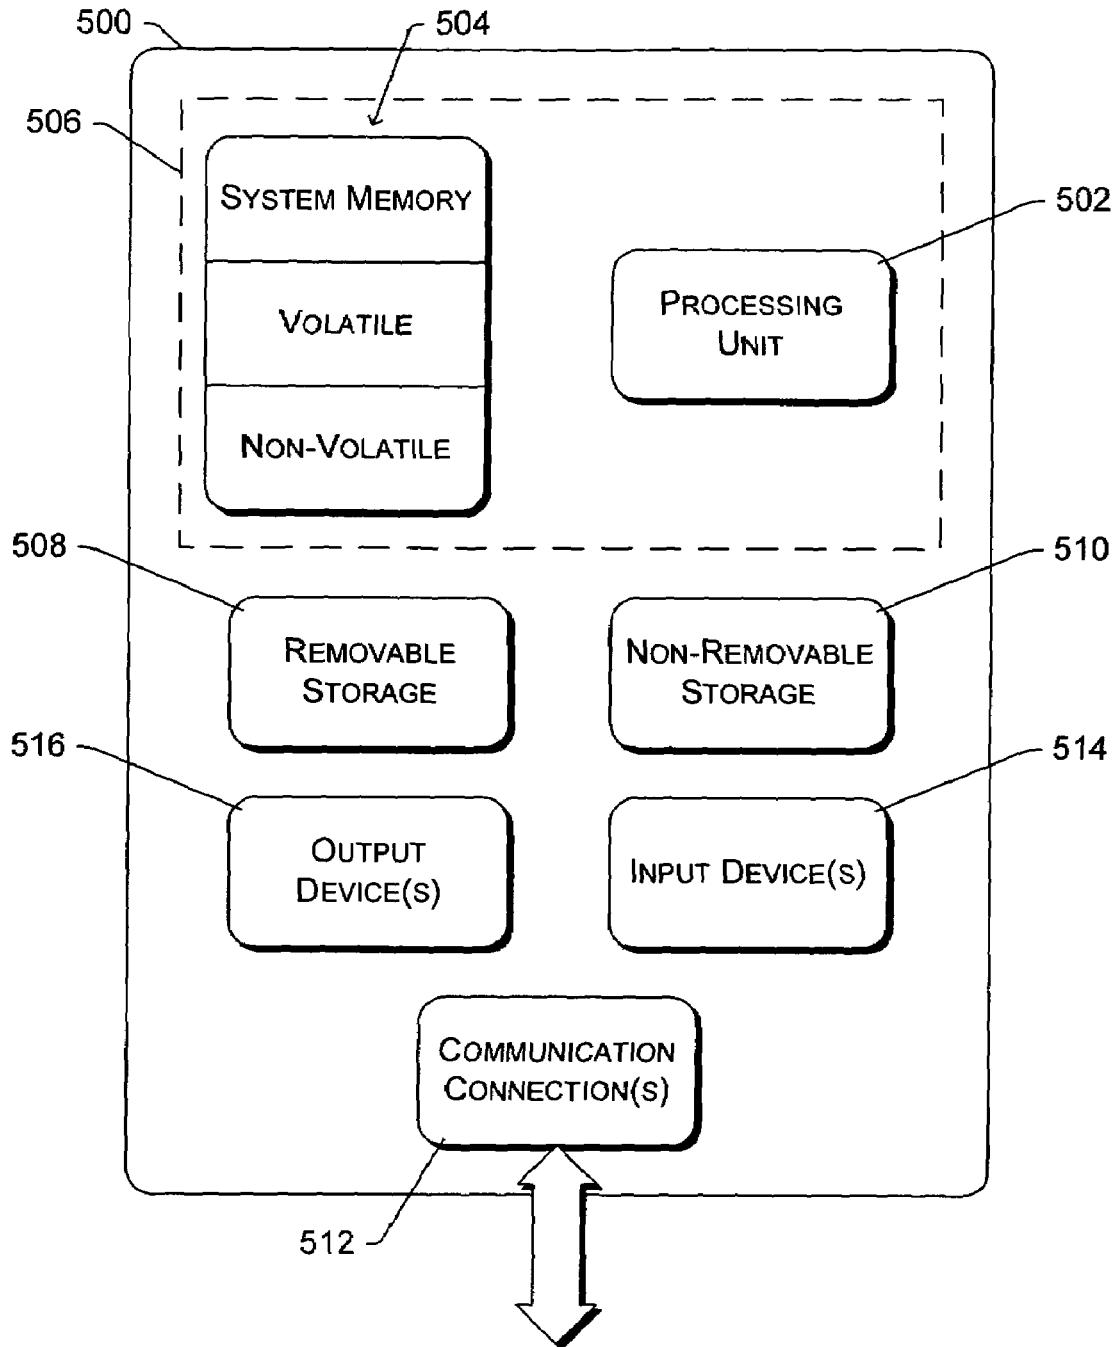 500
504
506
SYSTEM MEMORY
502
PROCESSING
UNIT
VOLATILE
NON-VOLATILE
508
510
REMOVABLE
STORAGE
NON-REMOVABLE
STORAGE
516
514
OUTPUT
DEVICE(S)
INPUT DEVICE(S)
COMMUNICATION
CONNECTION(S)
512